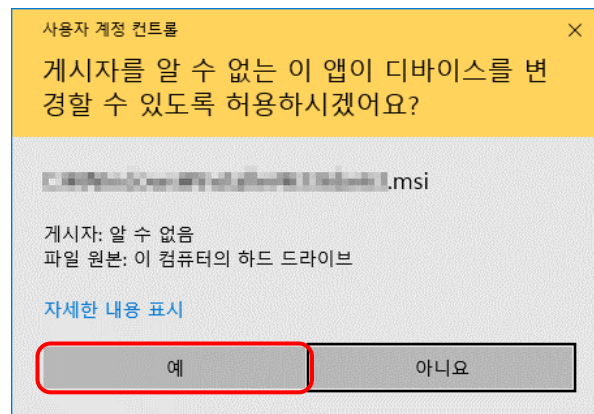 사용자 계정 컨트롤
게시자를 알 수 없는 이 앱이 디바이스를 변
경할 수 있도록 허용하시겠어요?
.msi
게시자: 알 수 없음
파일 원본: 이 컴퓨터의 하드 드라이브
자세한 내용 표시
예
아니요